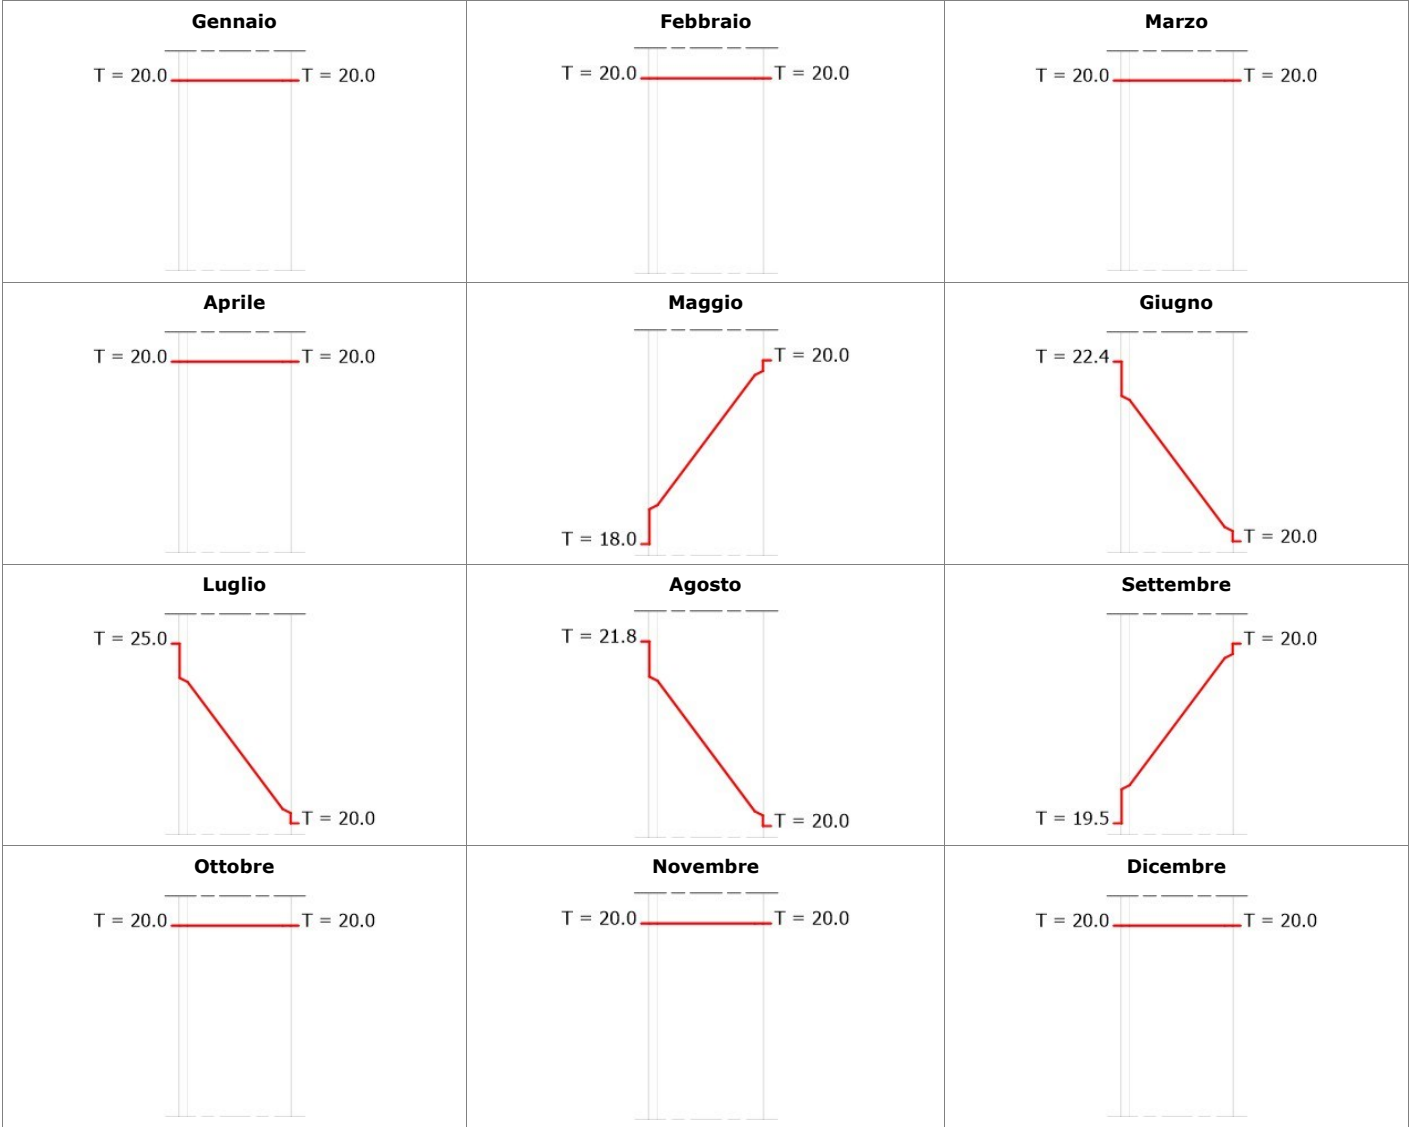 Gennaio
T = 20.0 T = 20.0
Febbraio
T = 20.0 T = 20.0
Marzo
T = 20.0 T = 20.0
Aprile
T = 20.0 T = 20.0
Maggio
T = 20.0
T = 18.0
Giugno
T = 22.4
T = 20.0
Luglio
T = 25.0
T = 20.0
Agosto
T = 21.8
T = 20.0
Settembre
T = 20.0
T = 19.5
Ottobre
T = 20.0 T = 20.0
Novembre
T = 20.0 T = 20.0
Dicembre
T = 20.0 T = 20.0